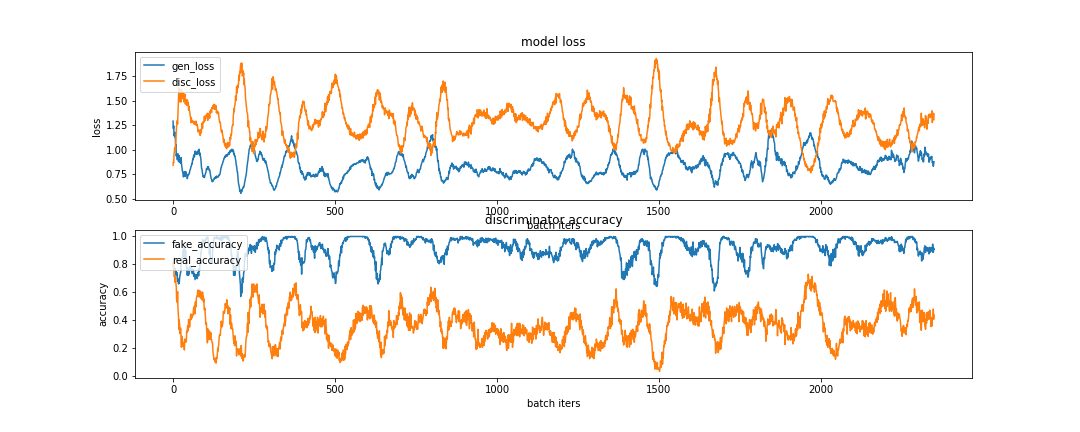 model loss
gen_loss
disc_loss
loss
1.75
1.50
1.25
1.00
0.75
0.50
0
500
1000
1500
2000
batch iters
discriminator accuracy
fake_accuracy
real_accuracy
accuracy
1.0
0.8
0.6
0.4
0.2
0.0
0
500
1000
1500
2000
batch iters